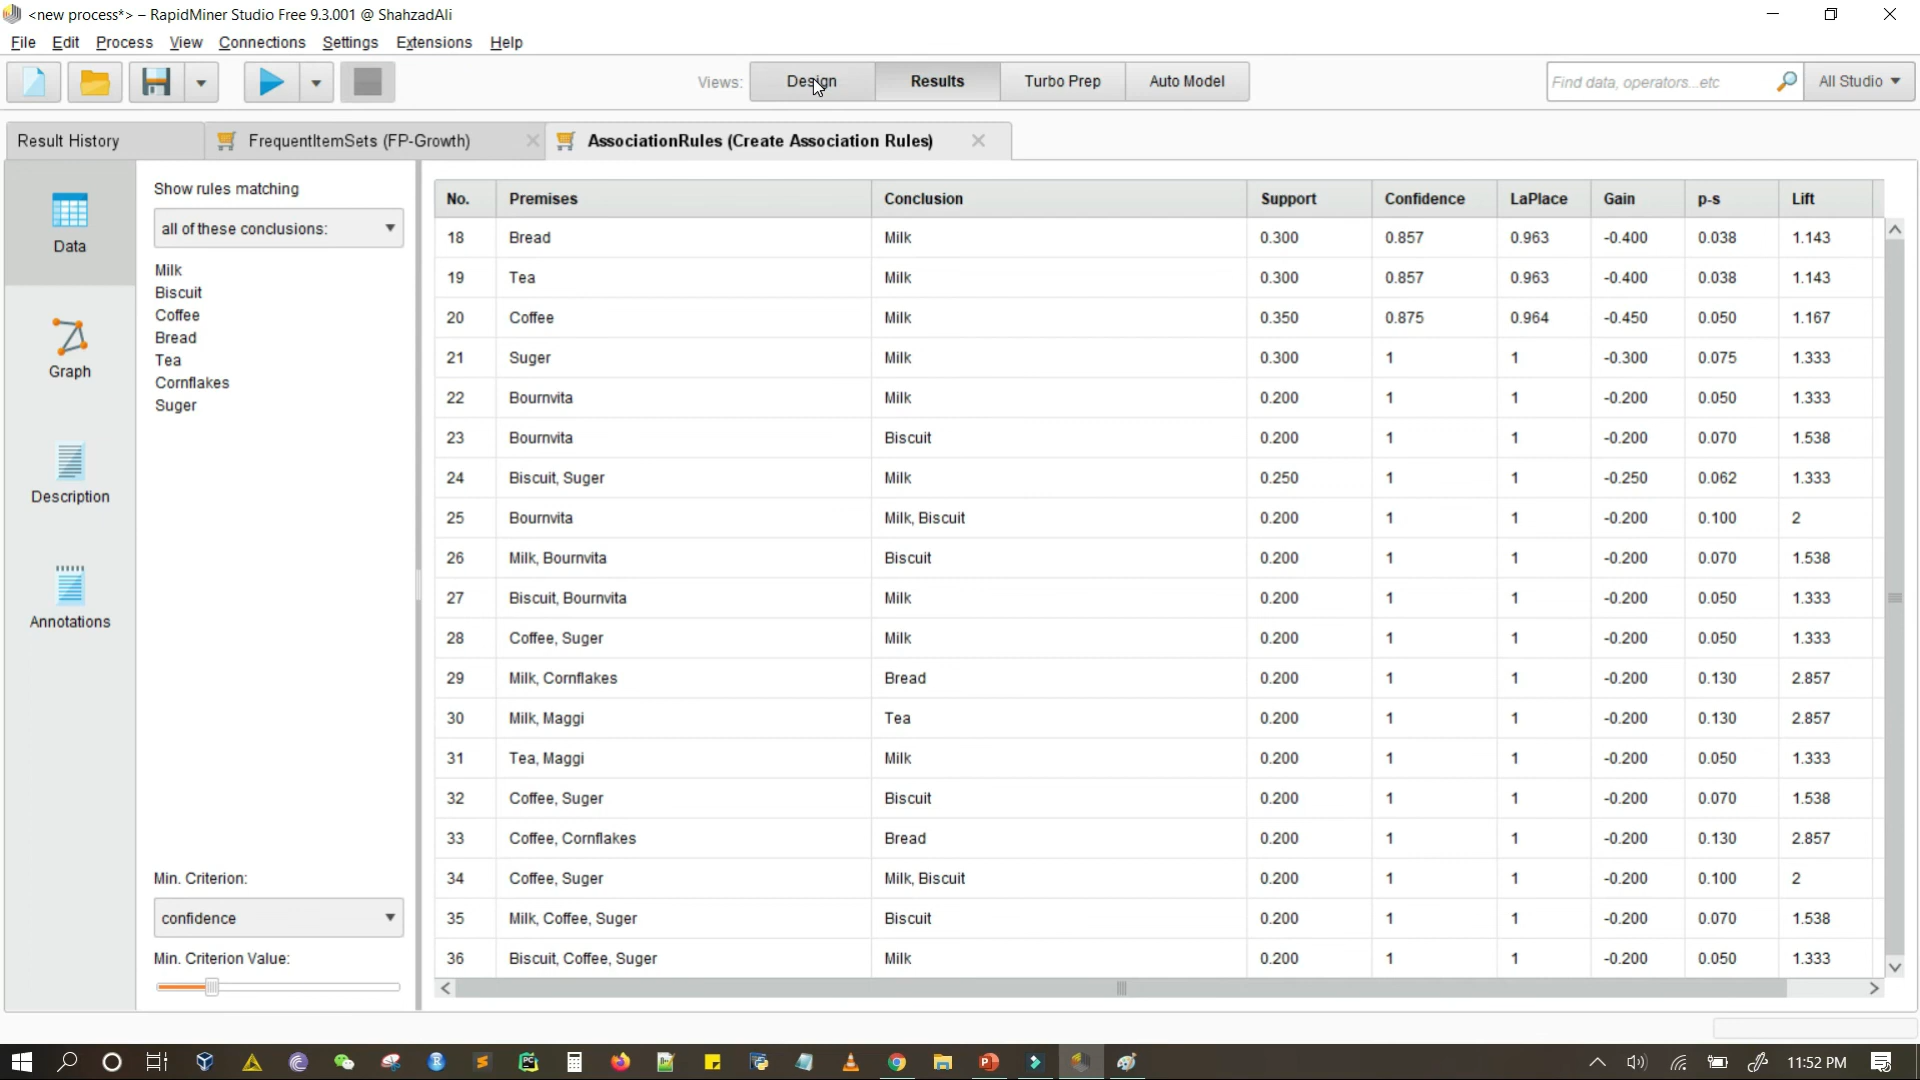 <new process*> – RapidMiner Studio Free 9.3.001 @ ShahzadAli
File Edit Process View Connections Settings Extensions Help
Views: Design Results Turbo Prep Auto Model Find data, operators...etc All Studio
Result History FrequentItemSets (FP-Growth) AssociationRules (Create Association Rules)
Data
Graph
Description
Annotations
Show rules matching
all of these conclusions:
Milk
Biscuit
Coffee
Bread
Tea
Cornflakes
Suger
Min. Criterion:
confidence
Min. Criterion Value:
No. Premises Conclusion Support Confidence LaPlace Gain p-s Lift
18 Bread Milk 0.300 0.857 0.963 -0.400 0.038 1.143
19 Tea Milk 0.300 0.857 0.963 -0.400 0.038 1.143
20 Coffee Milk 0.350 0.875 0.964 -0.450 0.050 1.167
21 Suger Milk 0.300 1 1 -0.300 0.075 1.333
22 Bournvita Milk 0.200 1 1 -0.200 0.050 1.333
23 Bournvita Biscuit 0.200 1 1 -0.200 0.070 1.538
24 Biscuit, Suger Milk 0.250 1 1 -0.250 0.062 1.333
25 Bournvita Milk, Biscuit 0.200 1 1 -0.200 0.100 2
26 Milk, Bournvita Biscuit 0.200 1 1 -0.200 0.070 1.538
27 Biscuit, Bournvita Milk 0.200 1 1 -0.200 0.050 1.333
28 Coffee, Suger Milk 0.200 1 1 -0.200 0.050 1.333
29 Milk, Cornflakes Bread 0.200 1 1 -0.200 0.130 2.857
30 Milk, Maggi Tea 0.200 1 1 -0.200 0.130 2.857
31 Tea, Maggi Milk 0.200 1 1 -0.200 0.050 1.333
32 Coffee, Suger Biscuit 0.200 1 1 -0.200 0.070 1.538
33 Coffee, Cornflakes Bread 0.200 1 1 -0.200 0.130 2.857
34 Coffee, Suger Milk, Biscuit 0.200 1 1 -0.200 0.100 2
35 Milk, Coffee, Suger Biscuit 0.200 1 1 -0.200 0.070 1.538
36 Biscuit, Coffee, Suger Milk 0.200 1 1 -0.200 0.050 1.333
11:52 PM